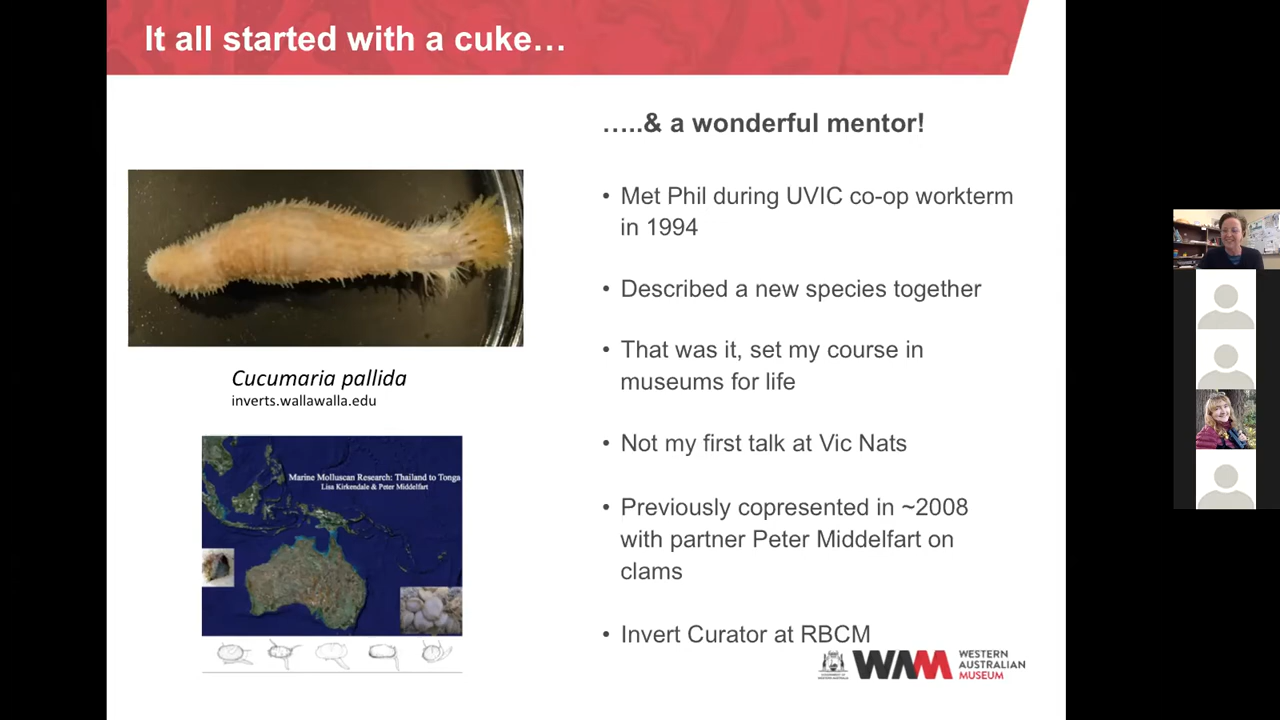 It all started with a cuke…
…..& a wonderful mentor!
• Met Phil during UVIC co-op workterm
in 1994
• Described a new species together
• That was it, set my course in
museums for life
• Not my first talk at Vic Nats
• Previously copresented in ~2008
with partner Peter Middelfart on
clams
• Invert Curator at RBCM
Cucumaria pallida
inverts.wallawalla.edu
Marine Molluscan Research: Thailand to Tonga
Lisa Kirkendale & Peter Middelfart
WAM
WESTERN
AUSTRALIAN
MUSEUM